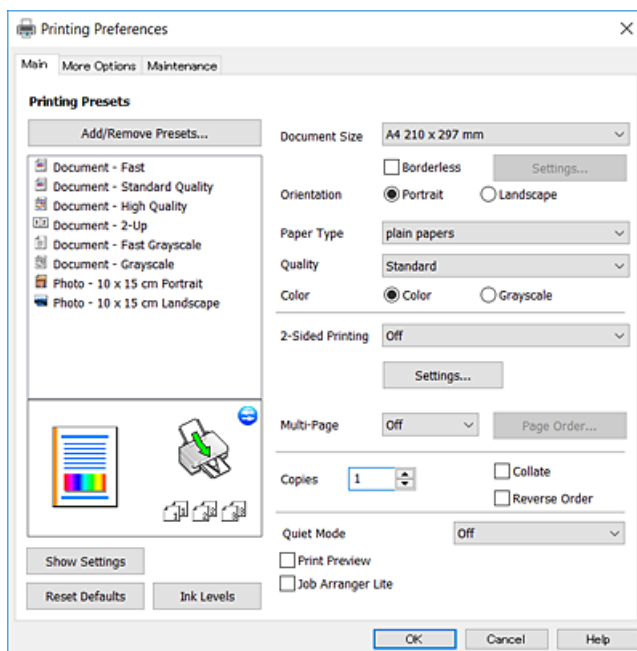 Printing Preferences
Main More Options Maintenance
Printing Presets
Add/Remove Presets...
Document - Fast
Document - Standard Quality
Document - High Quality
Document - 2-Up
Document - Fast Grayscale
Document - Grayscale
Photo - 10 x 15 cm Portrait
Photo - 10 x 15 cm Landscape
Show Settings
Reset Defaults Ink Levels
Document Size A4 210 x 297 mm
Borderless Settings...
Orientation Portrait Landscape
Paper Type plain papers
Quality Standard
Color Color Grayscale
2-Sided Printing Off
Settings...
Multi-Page Off Page Order...
Copies 1 Collate
Reverse Order
Quiet Mode Off
Print Preview
Job Arranger Lite
OK Cancel Help